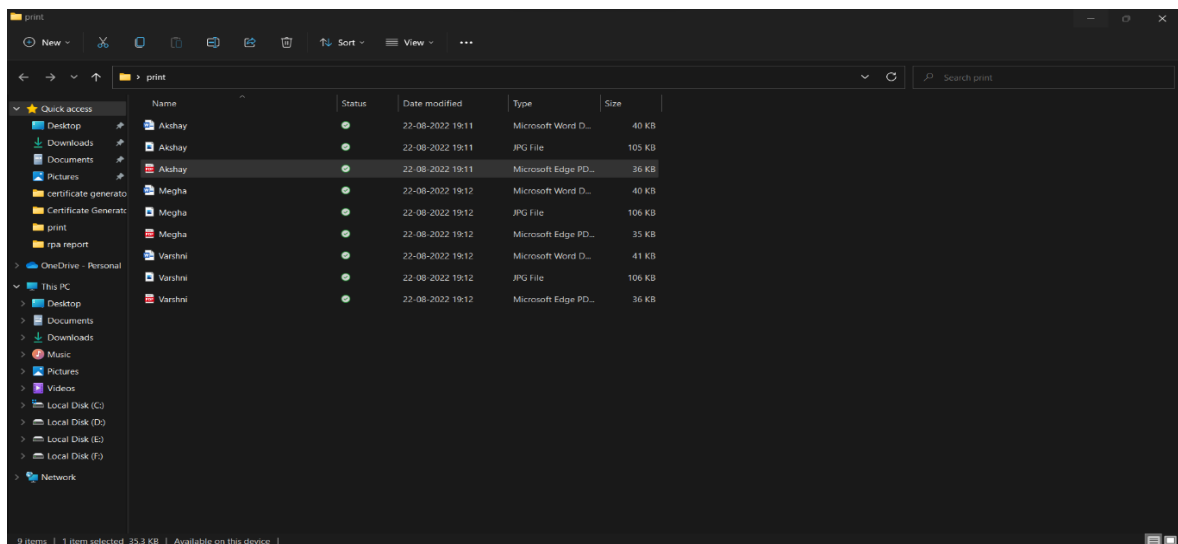 print
New
Sort
View
print
Search print
Name Status Date modified Type Size
Quick access
Desktop
Downloads
Documents
Pictures
certificate generato
Certificate Generatc
print
rpa report
OneDrive - Personal
This PC
Desktop
Documents
Downloads
Music
Pictures
Videos
Local Disk (C:)
Local Disk (D:)
Local Disk (E:)
Local Disk (F:)
Network
Akshay 22-08-2022 19:11 Microsoft Word D... 40 KB
Akshay 22-08-2022 19:11 JPG File 105 KB
Akshay 22-08-2022 19:11 Microsoft Edge PD... 36 KB
Megha 22-08-2022 19:12 Microsoft Word D... 40 KB
Megha 22-08-2022 19:12 JPG File 106 KB
Megha 22-08-2022 19:12 Microsoft Edge PD... 35 KB
Varshni 22-08-2022 19:12 Microsoft Word D... 41 KB
Varshni 22-08-2022 19:12 JPG File 106 KB
Varshni 22-08-2022 19:12 Microsoft Edge PD... 36 KB
9 items | 1 item selected 35.3 KB | Available on this device |